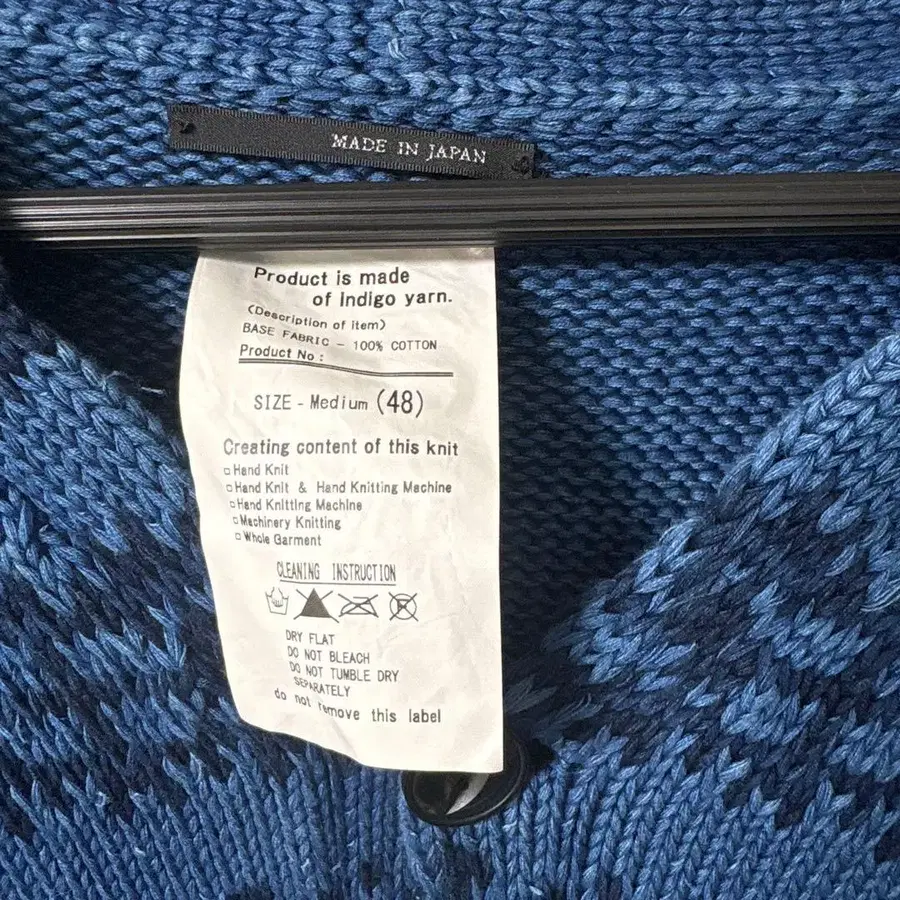 MADE IN JAPAN
Product is made
of Indigo yarn.
(Description of item)
BASE FABRIC - 100% COTTON
Product No :
SIZE - Medium (48)
Creating content of this knit
□ Hand Knit
□ Hand Knit & Hand Knitting Machine
□ Hand Knitting Machine
□ Machinery Knitting
□ Whole Garment
CLEANING INSTRUCTION
DRY FLAT
DO NOT BLEACH
DO NOT TUMBLE DRY
SEPARATELY
do not remove this label